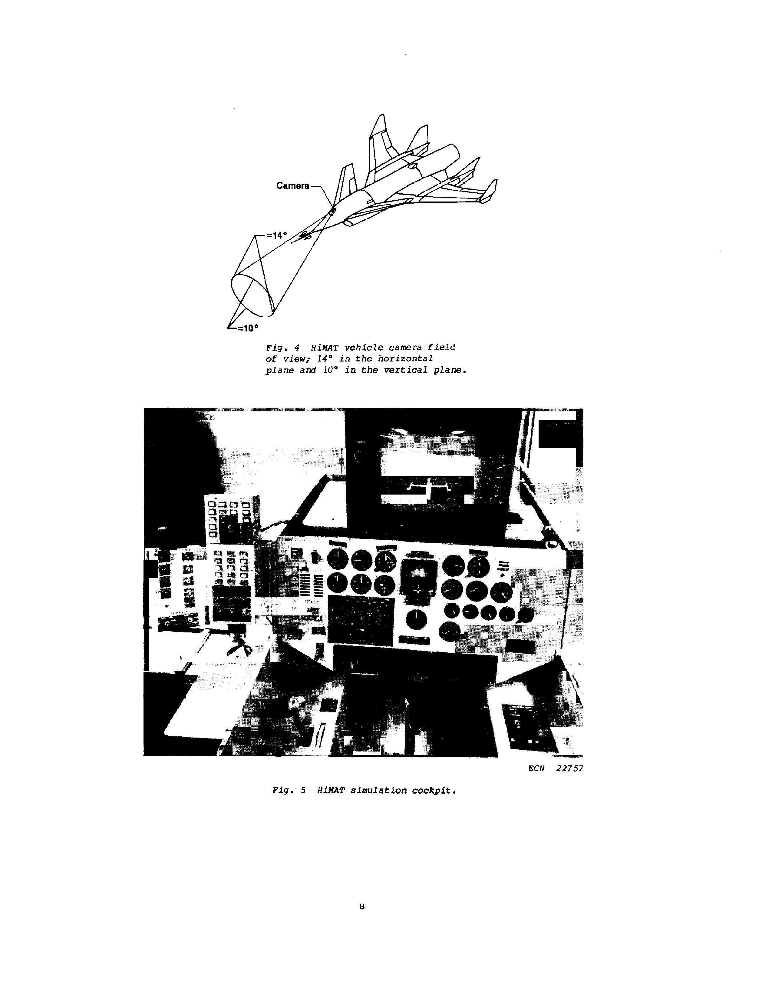 Camera
≈14°
≈10°
Fig. 4 HiMAT vehicle camera field
of view; 14° in the horizontal
plane and 10° in the vertical plane.
ECN 22757
Fig. 5 HiMAT simulation cockpit.
8